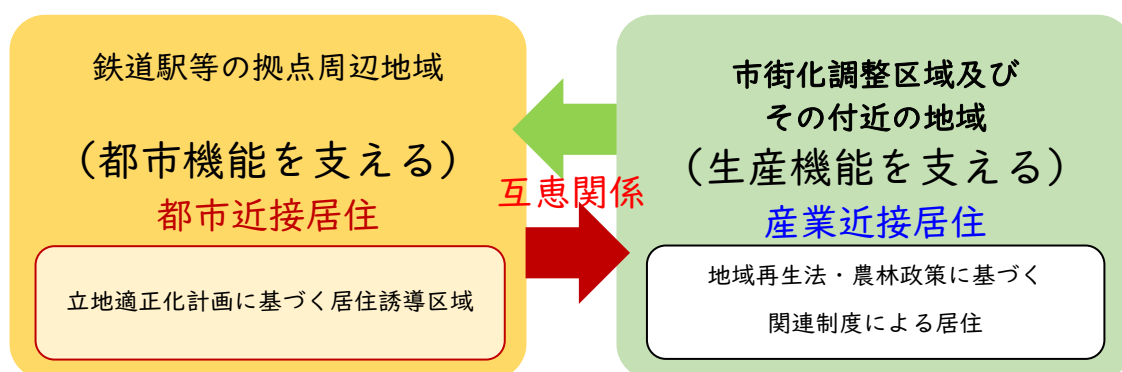 鉄道駅等の拠点周辺地域
（都市機能を支える）
都市近接居住
立地適正化計画に基づく居住誘導区域
互恵関係
市街化調整区域及び
その付近の地域
（生産機能を支える）
産業近接居住
地域再生法・農林政策に基づく
関連制度による居住